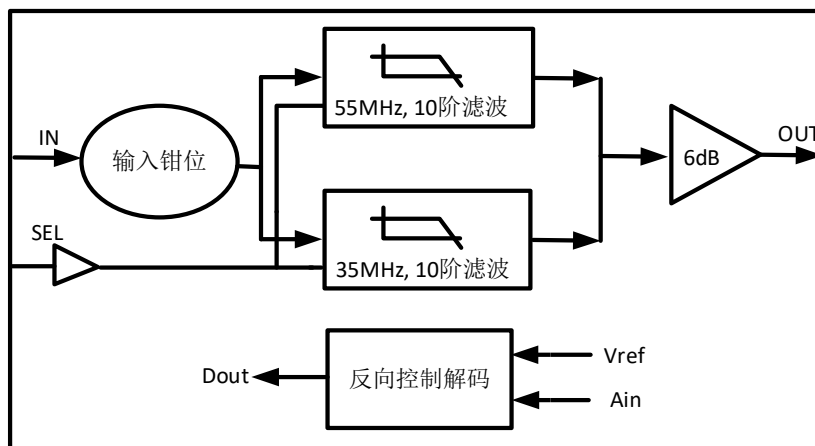 55MHz, 10阶滤波
IN
输入钳位
6dB
OUT
SEL
35MHz, 10阶滤波
Dout
反向控制解码
Vref
Ain